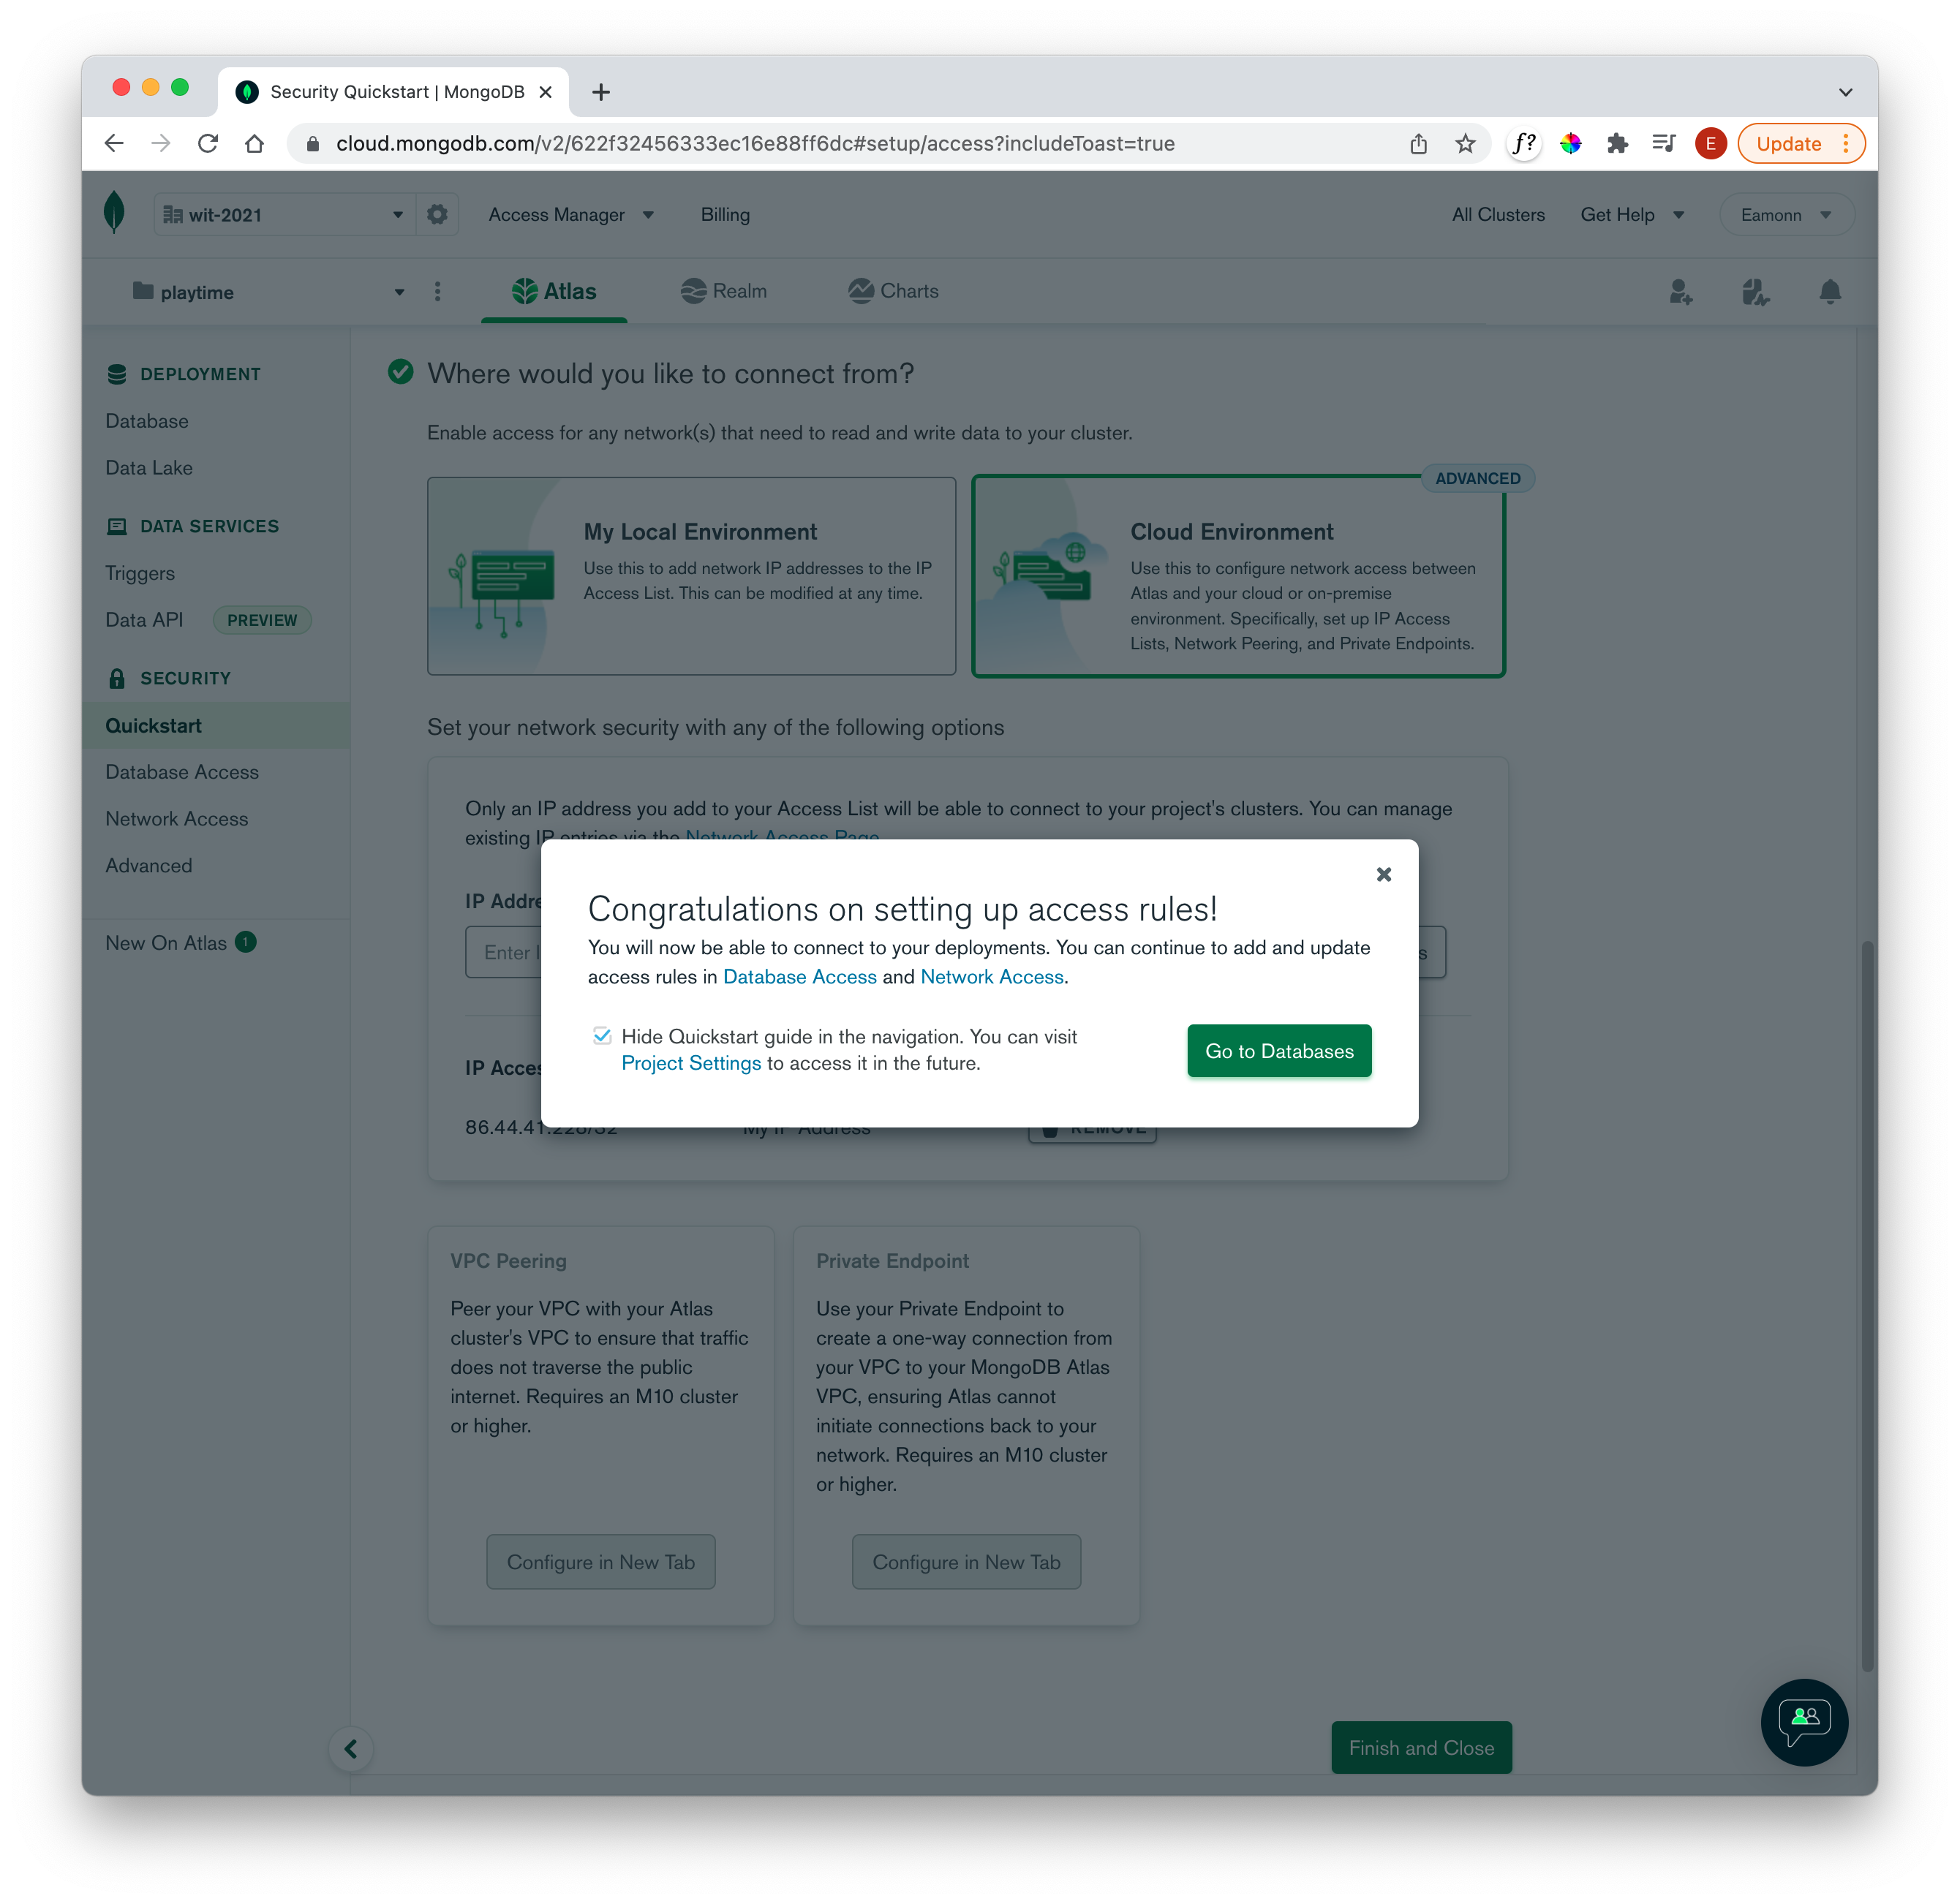 Security Quickstart | MongoDB
cloud.mongodb.com/v2/622f32456333ec16e88ff6dc#setup/access?includeToast=true
f?
E
Update
wit-2021
Access Manager
Billing
All Clusters
Get Help
Eamonn
playtime
Atlas
Realm
Charts
DEPLOYMENT
Database
Data Lake
DATA SERVICES
Triggers
Data API
PREVIEW
SECURITY
Quickstart
Database Access
Network Access
Advanced
New On Atlas 1
Where would you like to connect from?
Enable access for any network(s) that need to read and write data to your cluster.
My Local Environment
Use this to add network IP addresses to the IP
Access List. This can be modified at any time.
ADVANCED
Cloud Environment
Use this to configure network access between
Atlas and your cloud or on-premise
environment. Specifically, set up IP Access
Lists, Network Peering, and Private Endpoints.
Set your network security with any of the following options
Only an IP address you add to your Access List will be able to connect to your project's clusters. You can manage
existing IP entries via the Network Access Page
IP Addre
Enter I
s
Congratulations on setting up access rules!
You will now be able to connect to your deployments. You can continue to add and update
access rules in Database Access and Network Access.
Hide Quickstart guide in the navigation. You can visit
Project Settings to access it in the future.
Go to Databases
IP Acces
86.44.41.226/32
My IP Address
REMOVE
VPC Peering
Peer your VPC with your Atlas
cluster's VPC to ensure that traffic
does not traverse the public
internet. Requires an M10 cluster
or higher.
Configure in New Tab
Private Endpoint
Use your Private Endpoint to
create a one-way connection from
your VPC to your MongoDB Atlas
VPC, ensuring Atlas cannot
initiate connections back to your
network. Requires an M10 cluster
or higher.
Configure in New Tab
Finish and Close